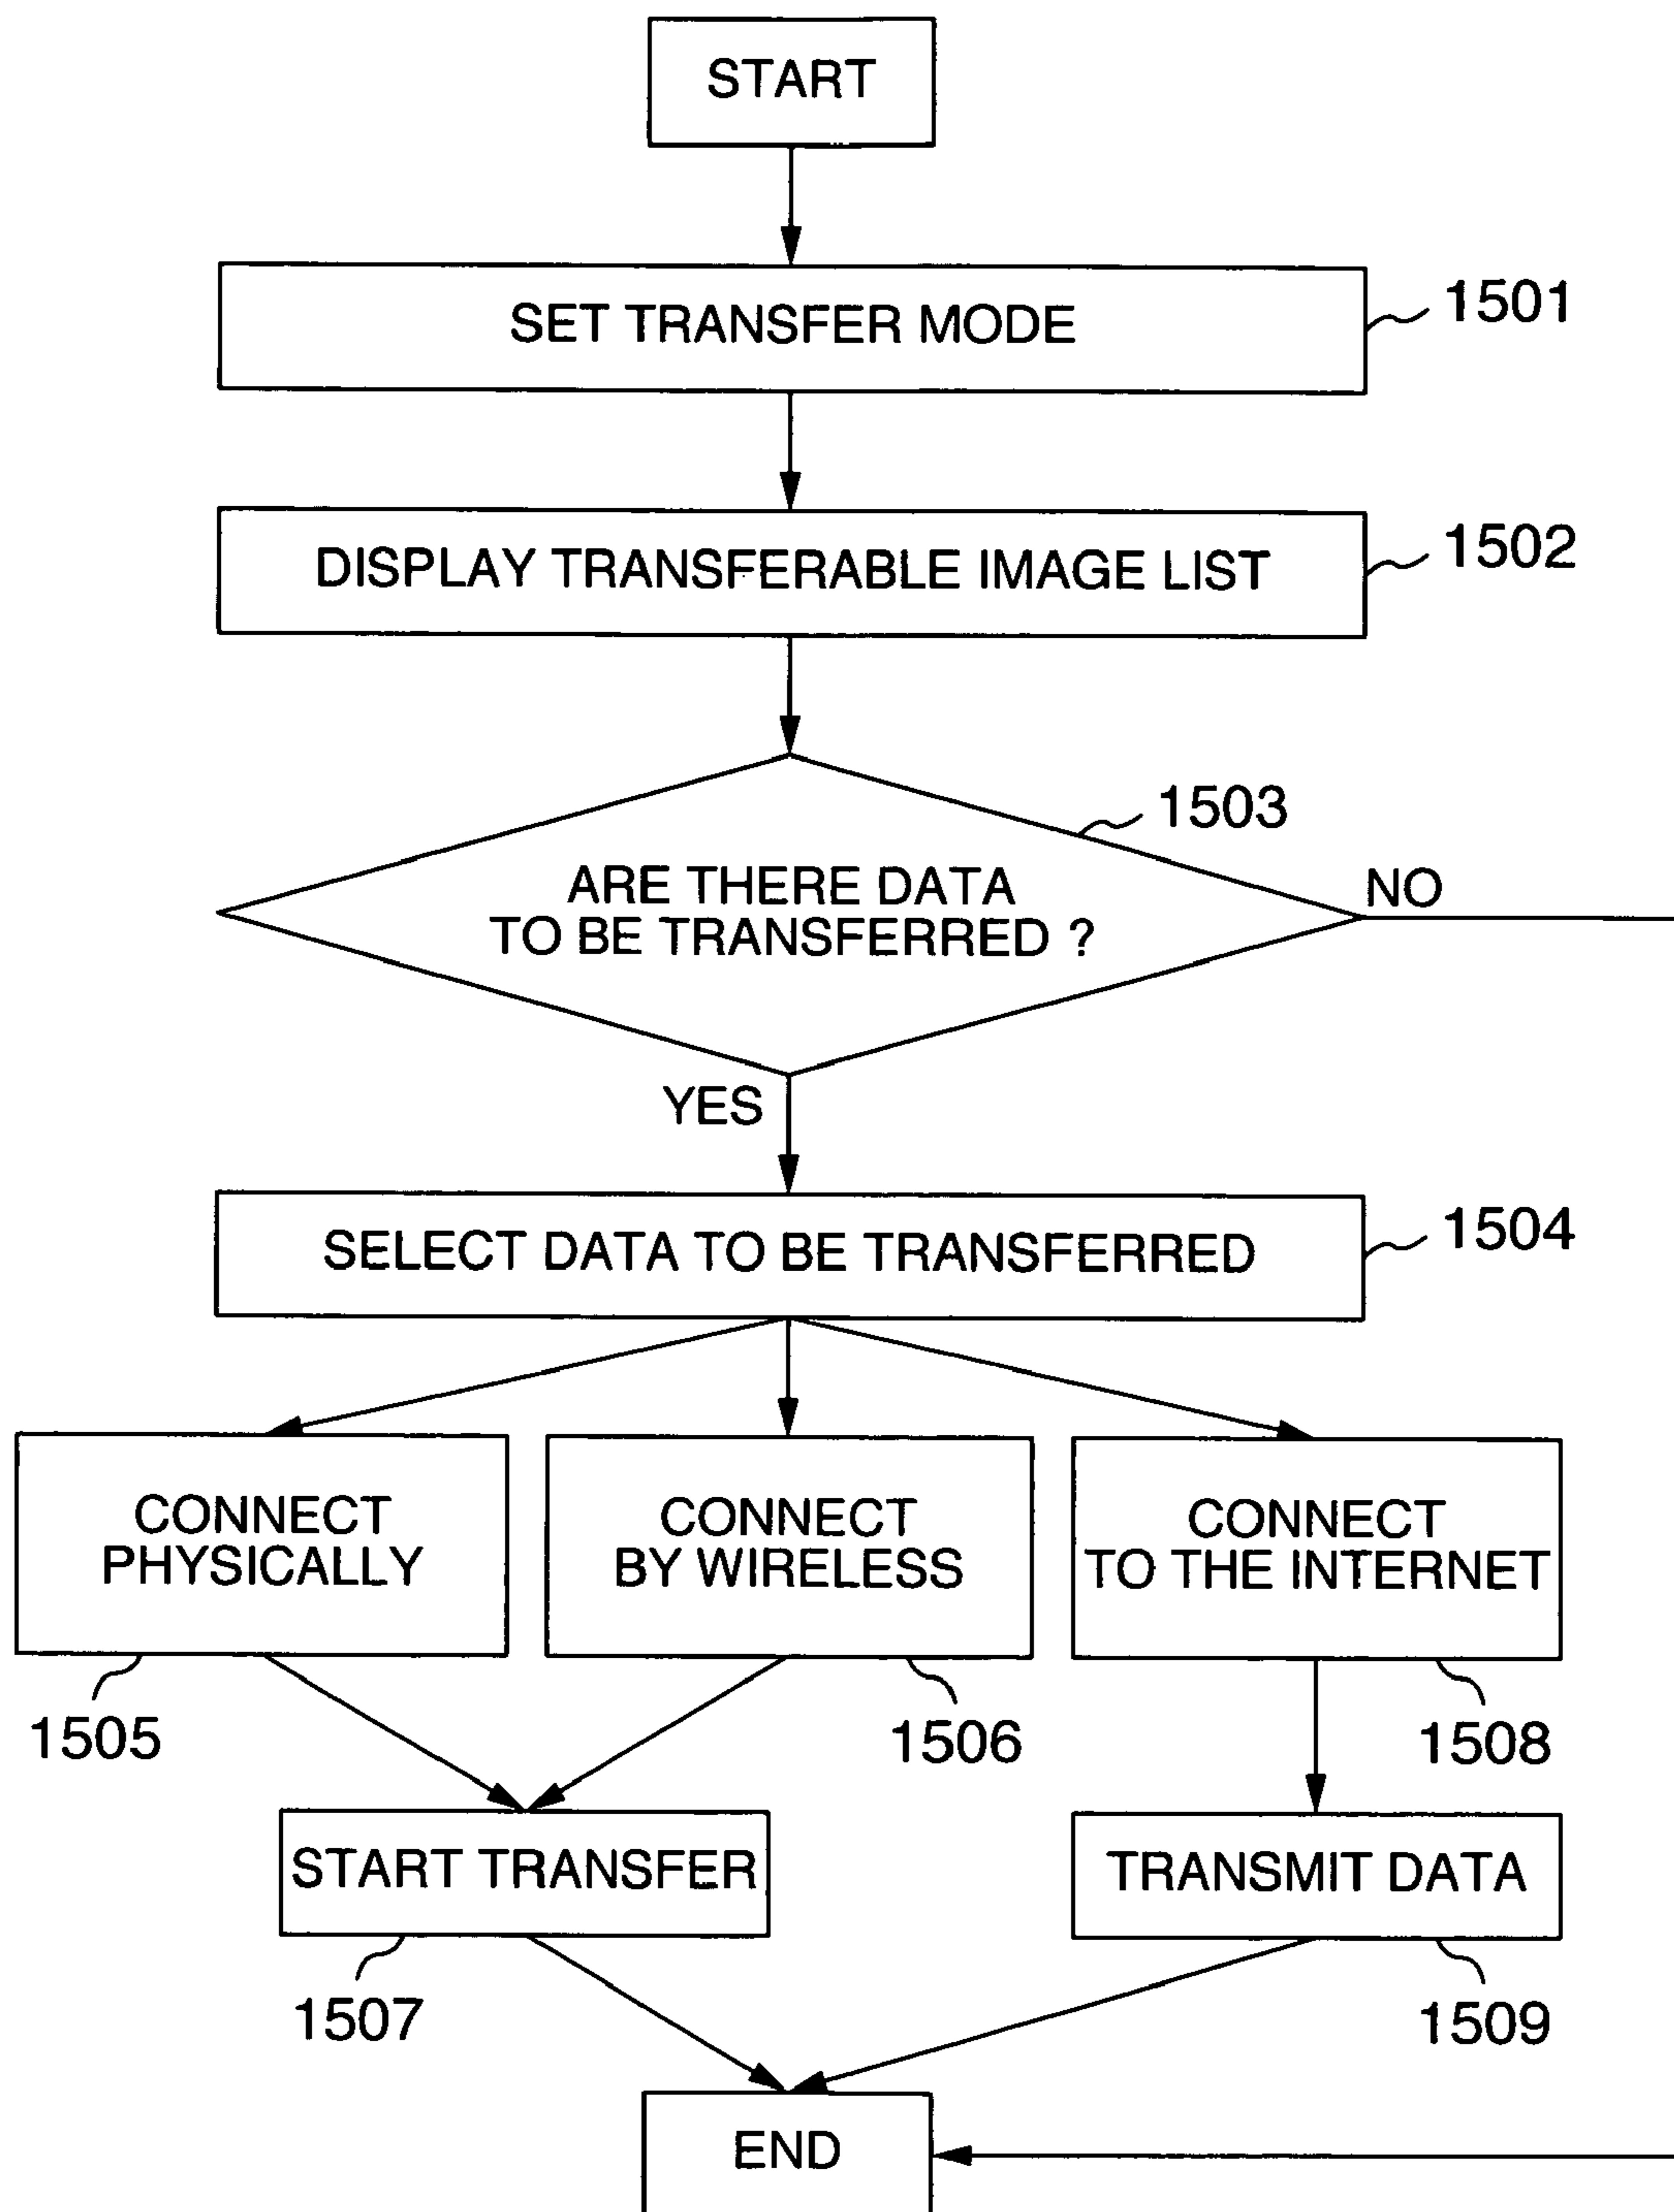 START
SET TRANSFER MODE
1501
DISPLAY TRANSFERABLE IMAGE LIST
1502
1503
ARE THERE DATA
TO BE TRANSFERRED ?
NO
YES
SELECT DATA TO BE TRANSFERRED
1504
CONNECT
PHYSICALLY
CONNECT
BY WIRELESS
CONNECT
TO THE INTERNET
1505
1506
1508
START TRANSFER
TRANSMIT DATA
1507
1509
END